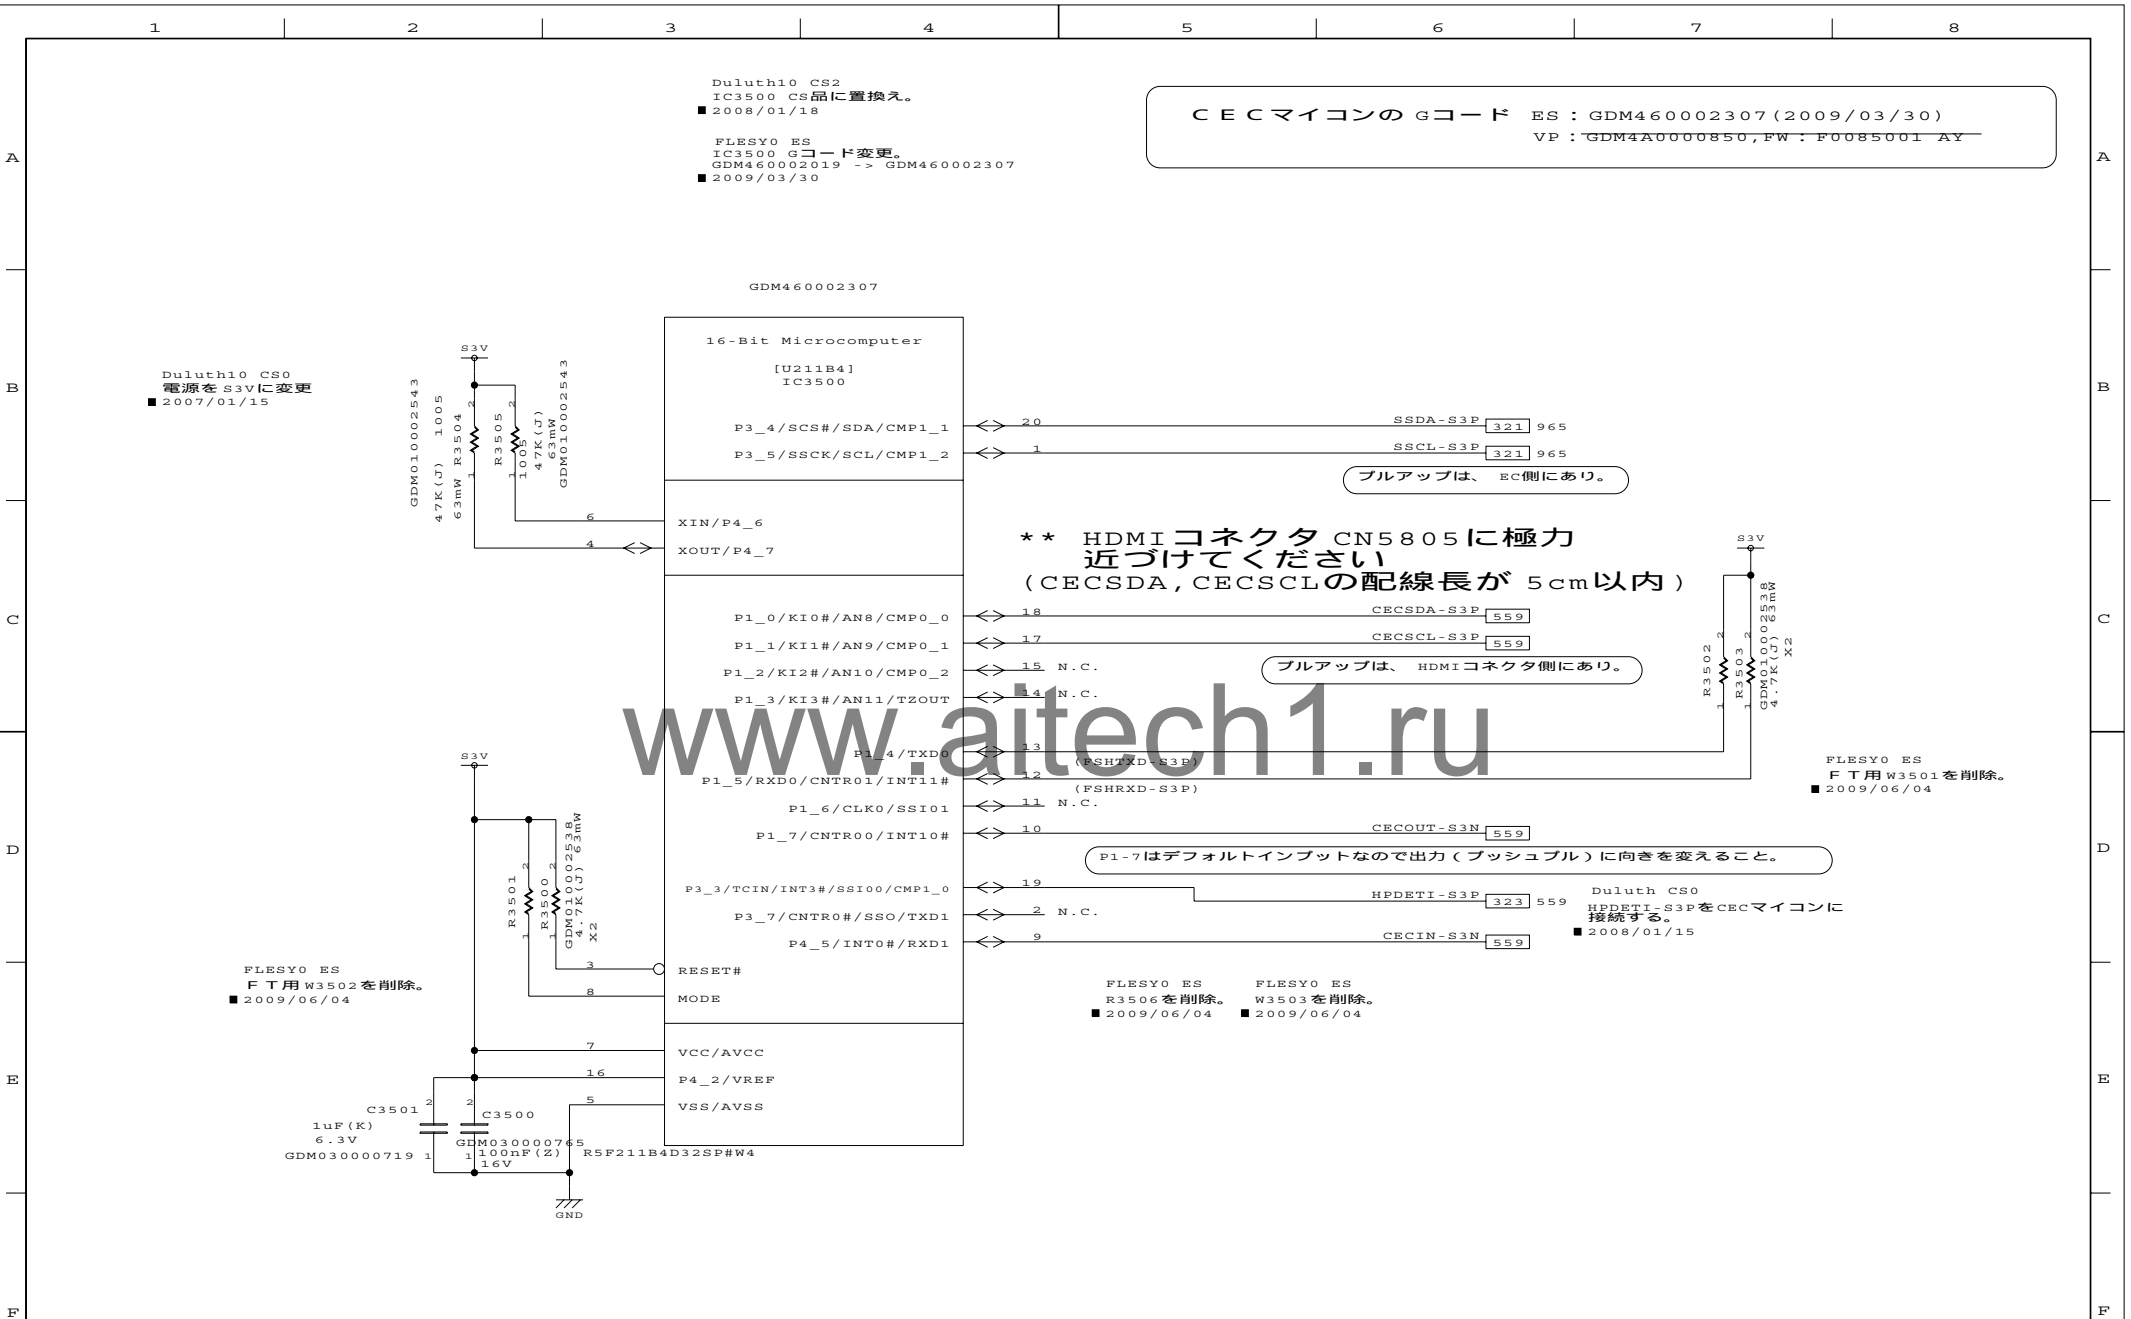 1 2 3 4 5 6 7 8
Duluth10 CS2
IC3500 CS品に置換え。
■2008/01/18
FLESY0 ES
IC3500 Gコード変更。
GDM460002019 -> GDM460002307
■2009/03/30
ＣＥＣマイコンの Gコード ES：GDM460002307(2009/03/30)
VP：GDM4A0000850,FW：F0085001 AY
A A
GDM460002307
16-Bit Microcomputer
[U211B4]
IC3500
Duluth10 CS0
電源をS3Vに変更
■2007/01/15
B B
S3V
GDM010002543
47K(J) 1005
63mW R3504
1 2
R3505
1 2
1005
47K(J)
63mW
GDM010002543
P3_4/SCS#/SDA/CMP1_1 20 SSDA-S3P 321 965
P3_5/SSCK/SCL/CMP1_2 1 SSCL-S3P 321 965
プルアップは、 EC側にあり。
6 XIN/P4_6
4 XOUT/P4_7
** HDMIコネクタCN5805に極力
近づけてください
(CECSDA,CECSCLの配線長が 5cm以内)
S3V
C C
P1_0/KI0#/AN8/CMP0_0 18 CECSDA-S3P 559
P1_1/KI1#/AN9/CMP0_1 17 CECSCL-S3P 559
P1_2/KI2#/AN10/CMP0_2 15 N.C.
プルアップは、 HDMIコネクタ側にあり。
P1_3/KI3#/AN11/TZOUT 14 N.C.
R3502
1 2
R3503
1 2
GDM010002538
4.7K(J) 63mW
X2
www.aitech1.ru
P1_4/TXD0 13
(FSHTXD-S3P)
P1_5/RXD0/CNTR01/INT11# 12
(FSHRXD-S3P)
P1_6/CLK0/SSI01 11 N.C.
P1_7/CNTR00/INT10# 10 CECOUT-S3N 559
FLESY0 ES
ＦＴ用W3501を削除。
■2009/06/04
P1-7はデフォルトインプットなので出力(プッシュプル)に向きを変えること。
D D
S3V
R3501
1 2
R3500
1 2
GDM010002538
4.7K(J) 63mW
X2
P3_3/TCIN/INT3#/SSI00/CMP1_0 19 HPDETI-S3P 323 559
P3_7/CNTR0#/SSO/TXD1 2 N.C.
P4_5/INT0#/RXD1 9 CECIN-S3N 559
Duluth CS0
HPDETI-S3PをCECマイコンに
接続する。
■2008/01/15
3 RESET#
8 MODE
FLESY0 ES
ＦＴ用W3502を削除。
■2009/06/04
FLESY0 ES
R3506を削除。
■2009/06/04
FLESY0 ES
W3503を削除。
■2009/06/04
7 VCC/AVCC
16 P4_2/VREF
5 VSS/AVSS
E E
C3501 2
1uF(K)
6.3V
GDM030000719 1
2 C3500
GDM030000765
1 100nF(Z)
16V
R5F211B4D32SP#W4
GND
F F